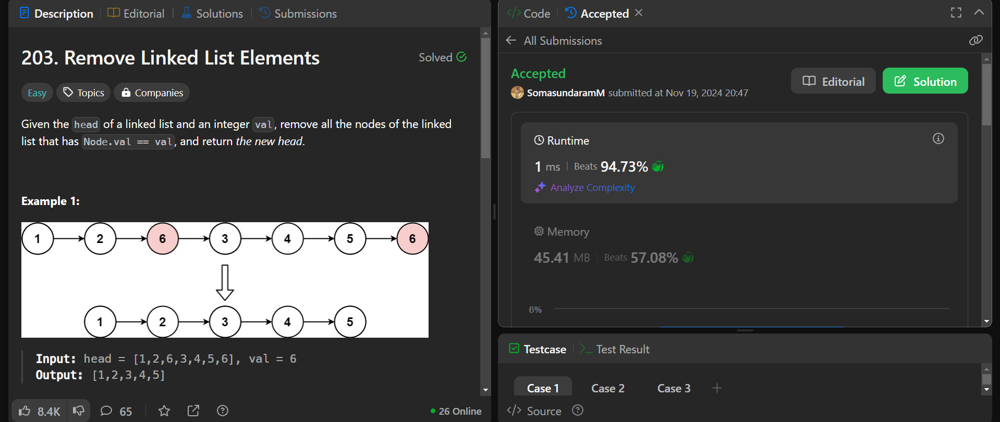 Description
Editorial
Solutions
Submissions
203. Remove Linked List Elements
Solved
Easy
Topics
Companies
Given the head of a linked list and an integer val, remove all the nodes of the linked
list that has Node.val == val, and return the new head.
Example 1:
1 2 6 3 4 5 6
1 2 3 4 5
Input: head = [1,2,6,3,4,5,6], val = 6
Output: [1,2,3,4,5]
8.4K
65
26 Online
</> Code
Accepted
All Submissions
Accepted
Editorial
Solution
SomasundaramM submitted at Nov 19, 2024 20:47
Runtime
1 ms
Beats 94.73%
Analyze Complexity
Memory
45.41 MB
Beats 57.08%
6%
Testcase
Test Result
Case 1
Case 2
Case 3
+
</> Source